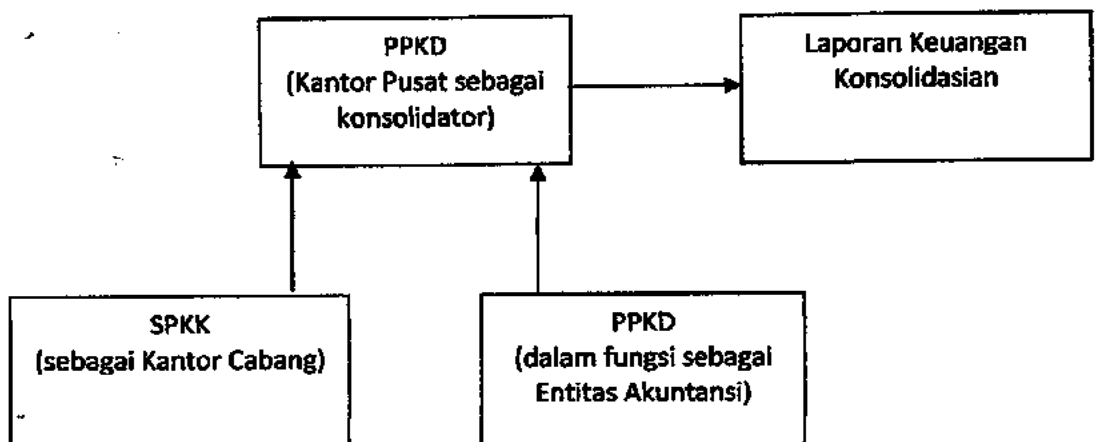 PPKD
(Kantor Pusat sebagai
konsolidator)
Laporan Keuangan
Konsolidasian
SPKK
(sebagai Kantor Cabang)
PPKD
(dalam fungsi sebagai
Entitas Akuntansi)